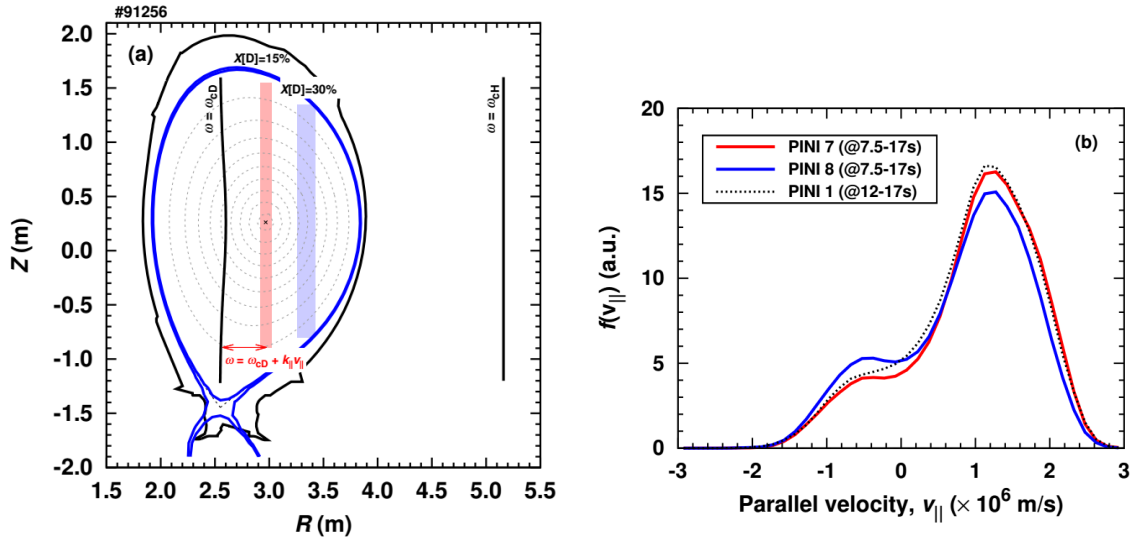 #91256
(a)
2.0
1.5
1.0
0.5
0.0
-0.5
-1.0
-1.5
-2.0
Z (m)
X[D]=15%
X[D]=30%
ω = ωcD
ω = ωcH
ω = ωcD + k||v||
1.5 2.0 2.5 3.0 3.5 4.0 4.5 5.0 5.5
R (m)
(b)
20
15
10
5
0
f(v||) (a.u.)
PINI 7 (@7.5-17s)
PINI 8 (@7.5-17s)
PINI 1 (@12-17s)
-3 -2 -1 0 1 2 3
Parallel velocity, v|| (× 10⁶ m/s)